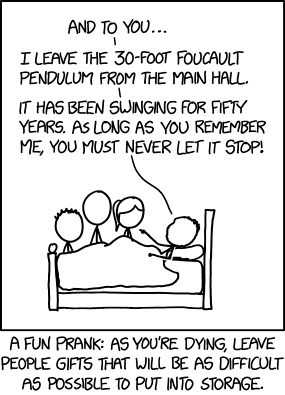 AND TO YOU...
I LEAVE THE 30-FOOT FOUCAULT
PENDULUM FROM THE MAIN HALL.
IT HAS BEEN SWINGING FOR FIFTY
YEARS. AS LONG AS YOU REMEMBER
ME, YOU MUST NEVER LET IT STOP!
A FUN PRANK: AS YOU'RE DYING, LEAVE
PEOPLE GIFTS THAT WILL BE AS DIFFICULT
AS POSSIBLE TO PUT INTO STORAGE.